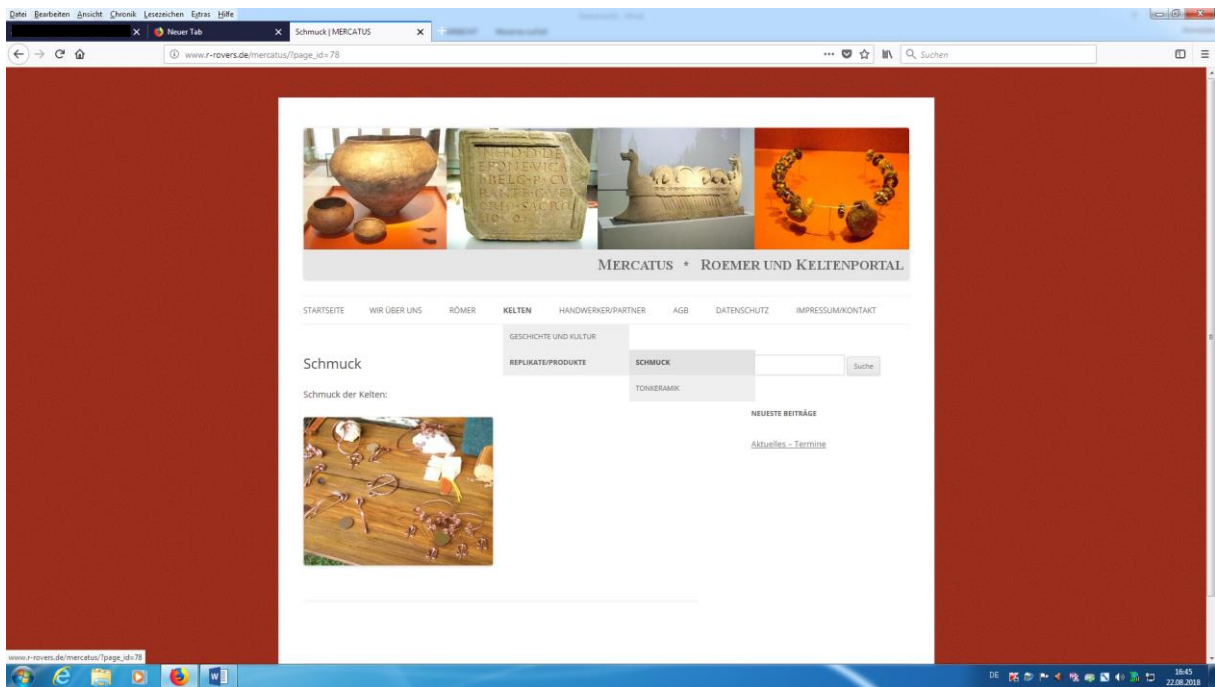 Datei Bearbeiten Ansicht Chronik Lesezeichen Extras Hilfe
Neuer Tab
Schmuck | MERCATUS
www.r-rovers.de/mercatus/?page_id=78
Suchen
MERCATUS * ROEMER UND KELTENPORTAL
STARTSEITE WIR ÜBER UNS RÖMER KELTEN HANDWERKER/PARTNER AGB DATENSCHUTZ IMPRESSUM/KONTAKT
GESCHICHTE UND KULTUR
REPLIKATE/PRODUKTE SCHMUCK
Suche
TONKERAMIK
Schmuck
Schmuck der Kelten:
NEUESTE BEITRÄGE
Aktuelles – Termine
www.r-rovers.de/mercatus/?page_id=78
DE
16:45
22.08.2018